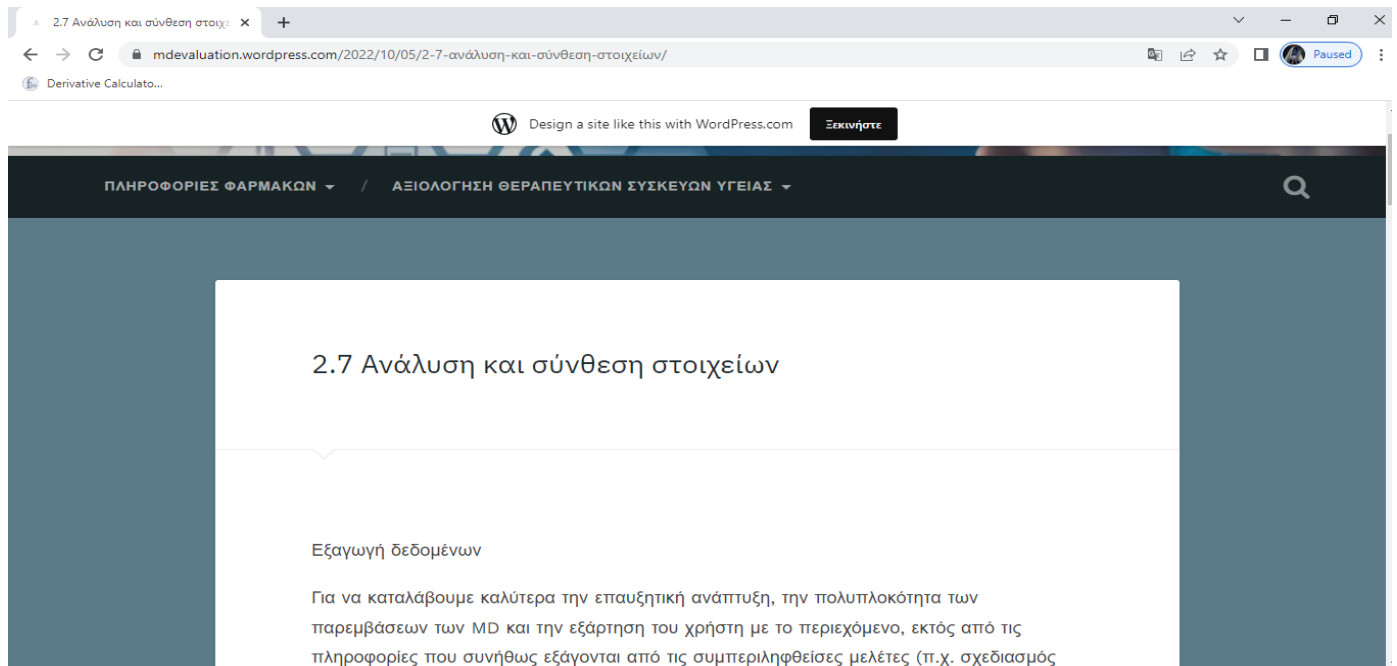 2.7 Ανάλυση και σύνθεση στοιχε
mdevaluation.wordpress.com/2022/10/05/2-7-ανάλυση-και-σύνθεση-στοιχείων/
Paused
Derivative Calculato...
Design a site like this with WordPress.com
Ξεκινήστε
ΠΛΗΡΟΦΟΡΙΕΣ ΦΑΡΜΑΚΩΝ / ΑΞΙΟΛΟΓΗΣΗ ΘΕΡΑΠΕΥΤΙΚΩΝ ΣΥΣΚΕΥΩΝ ΥΓΕΙΑΣ
2.7 Ανάλυση και σύνθεση στοιχείων
Εξαγωγή δεδομένων
Για να καταλάβουμε καλύτερα την επαυξητική ανάπτυξη, την πολυπλοκότητα των
παρεμβάσεων των MD και την εξάρτηση του χρήστη με το περιεχόμενο, εκτός από τις
πληροφορίες που συνήθως εξάγονται από τις συμπεριληφθείσες μελέτες (π.χ. σχεδιασμός